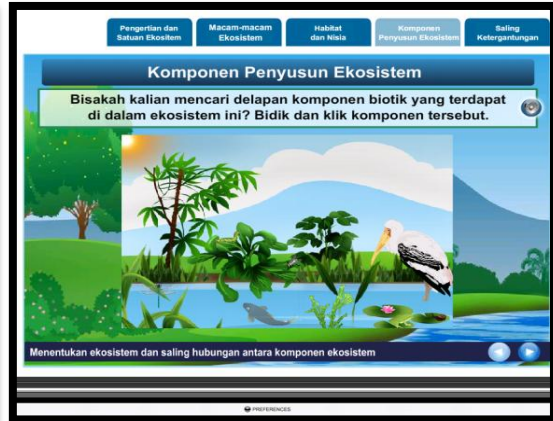 Pengertian dan
Satuan Ekositem
Macam-macam
Ekosistem
Habitat
dan Nisia
Komponen
Penyusun Ekosistem
Saling
Ketergantungan
Komponen Penyusun Ekosistem
Bisakah kalian mencari delapan komponen biotik yang terdapat
di dalam ekosistem ini? Bidik dan klik komponen tersebut.
Menentukan ekosistem dan saling hubungan antara komponen ekosistem
PREFERENCES